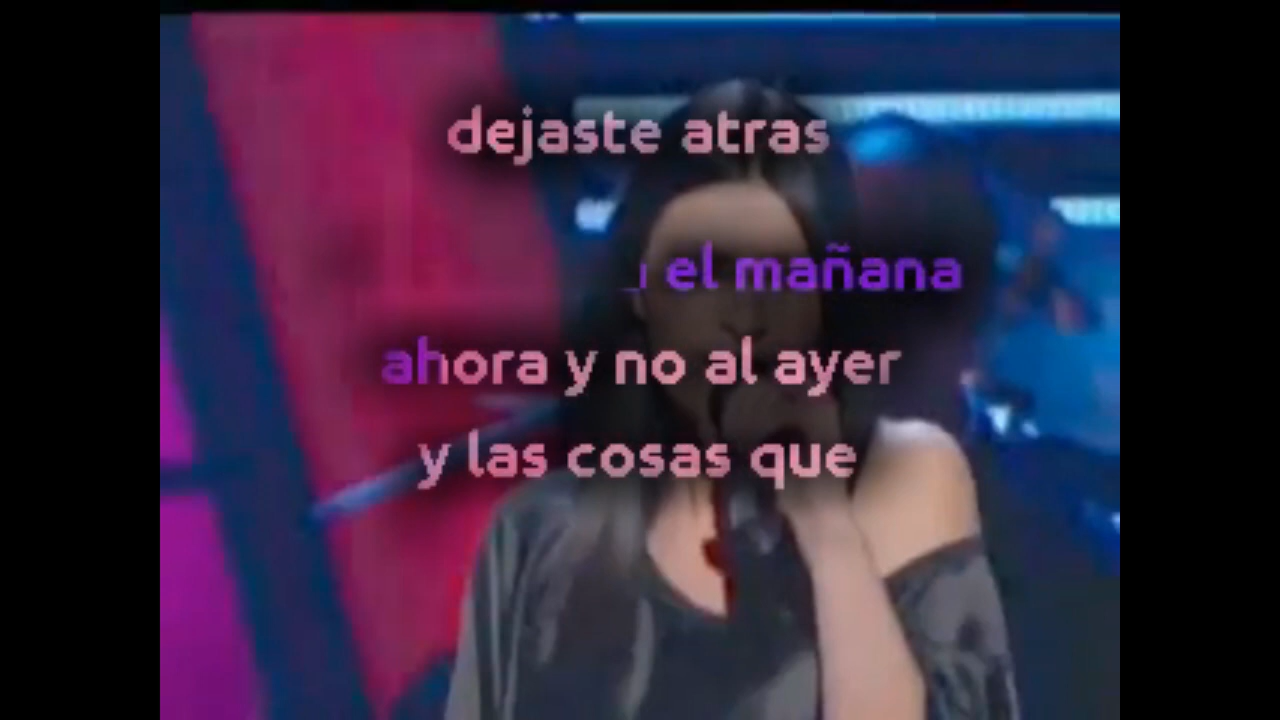 dejaste atras
el mañana
ahora y no al ayer
y las cosas que